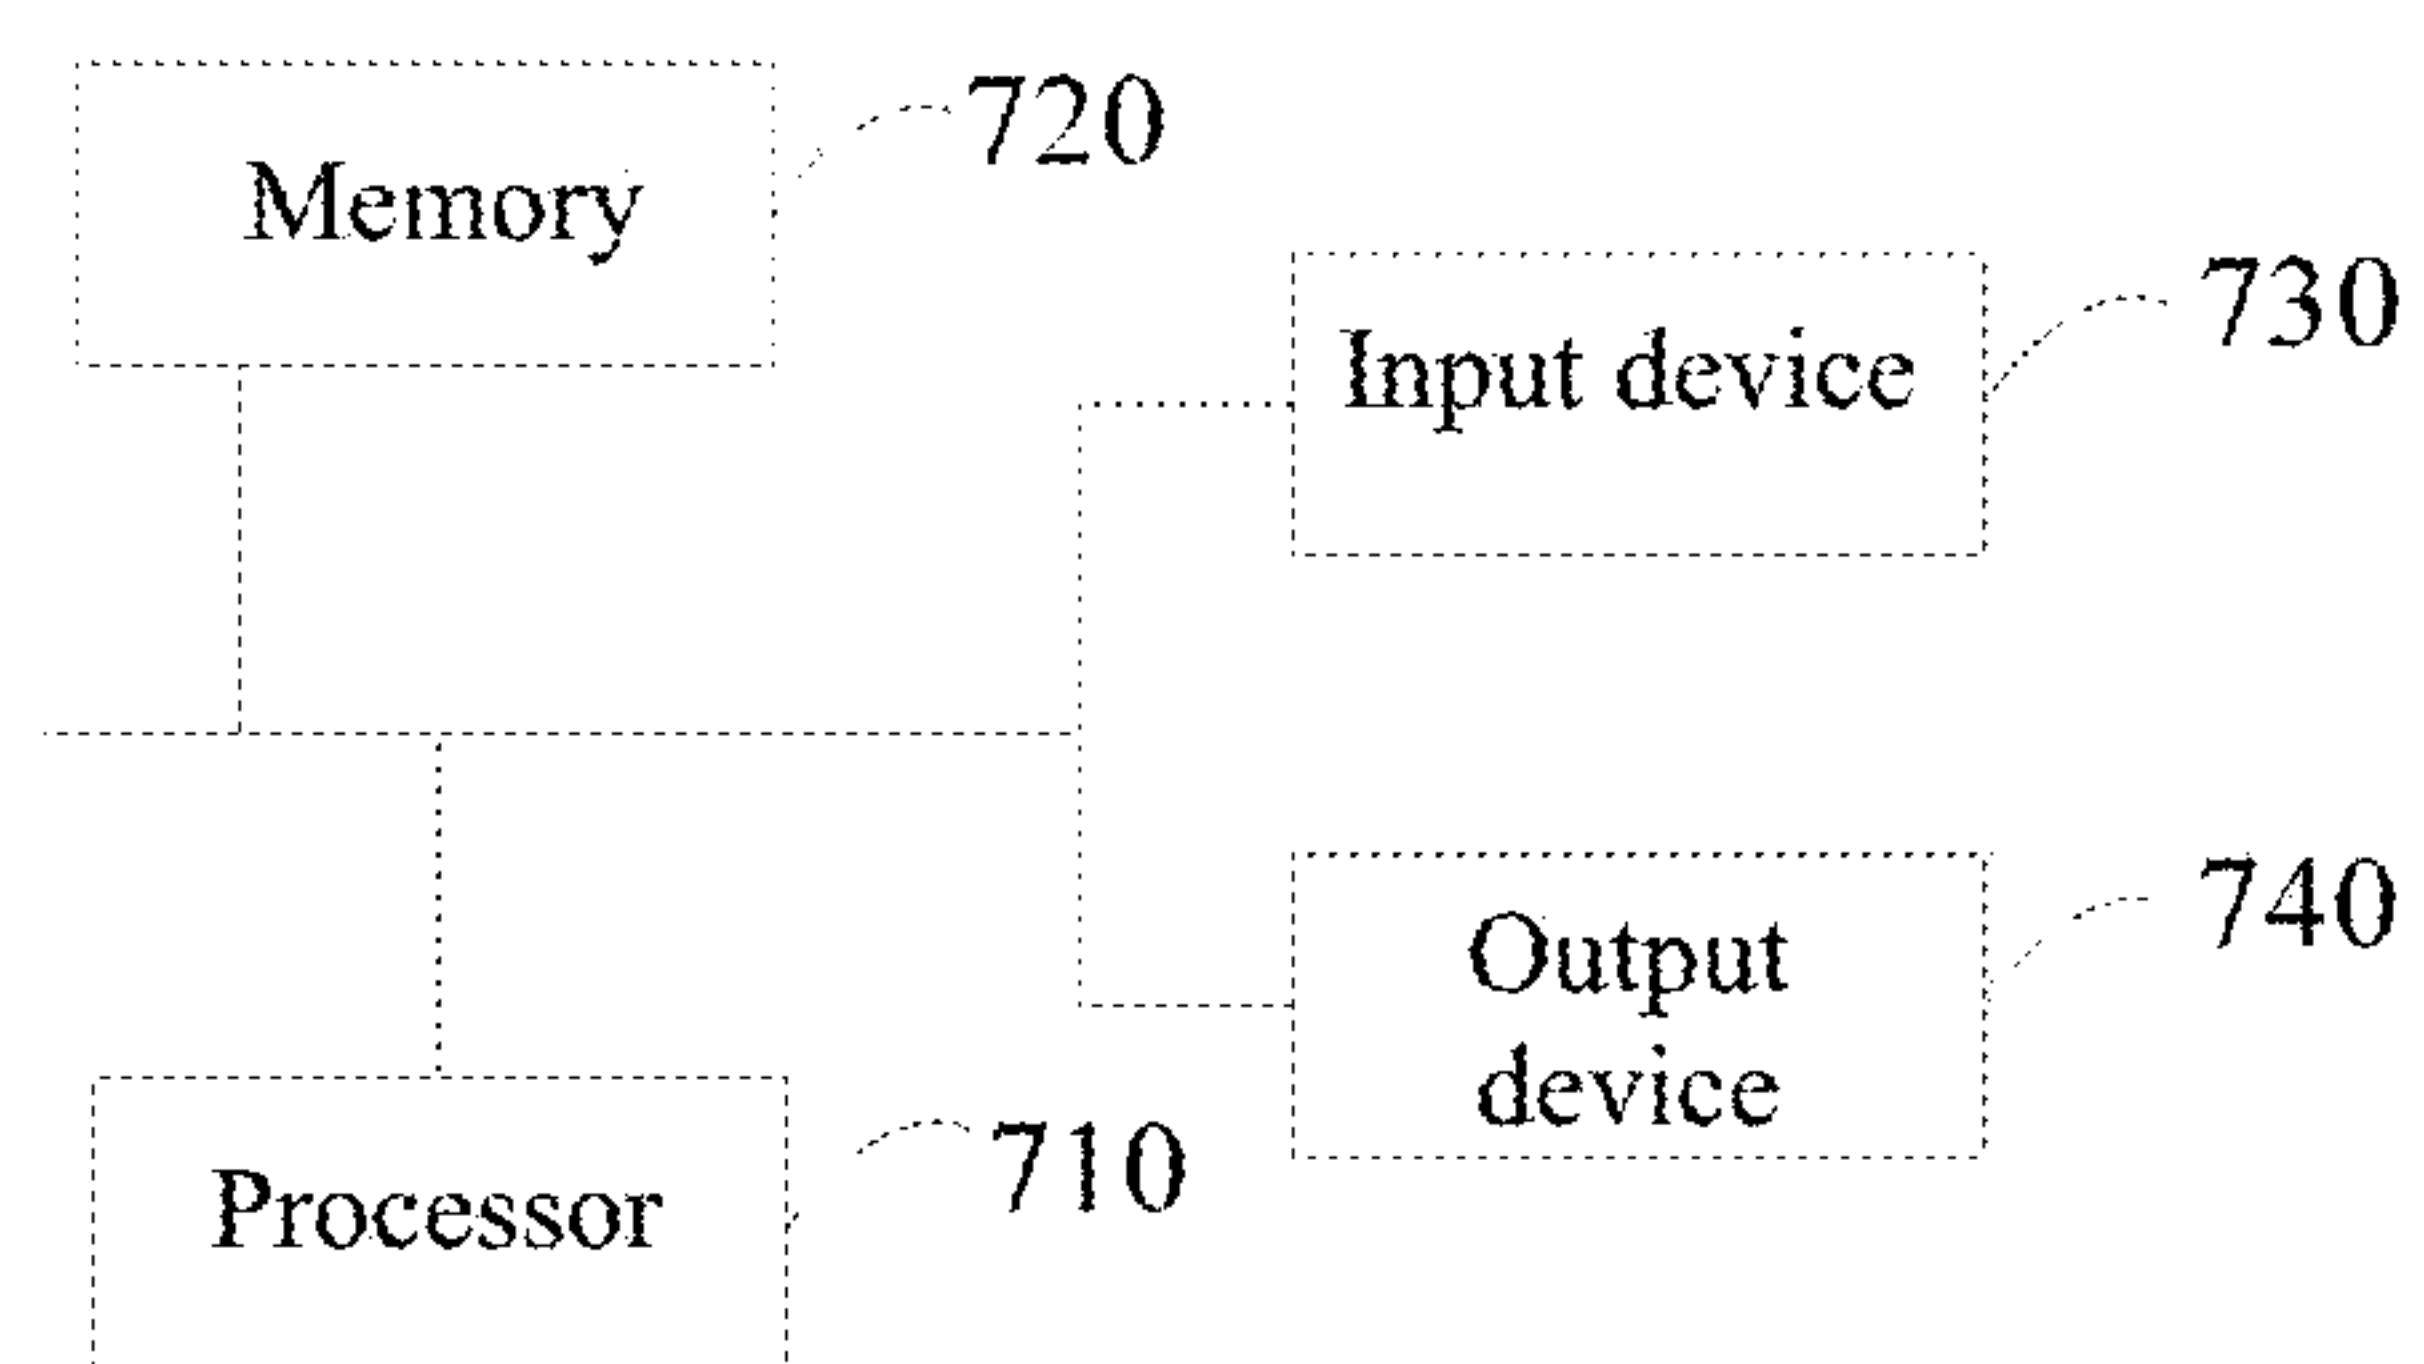 720
Memory
730
Input device
740
Output
device
710
Processor